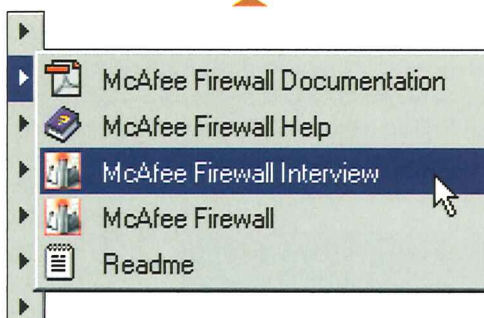 McAfee Firewall Documentation
McAfee Firewall Help
McAfee Firewall Interview
McAfee Firewall
Readme